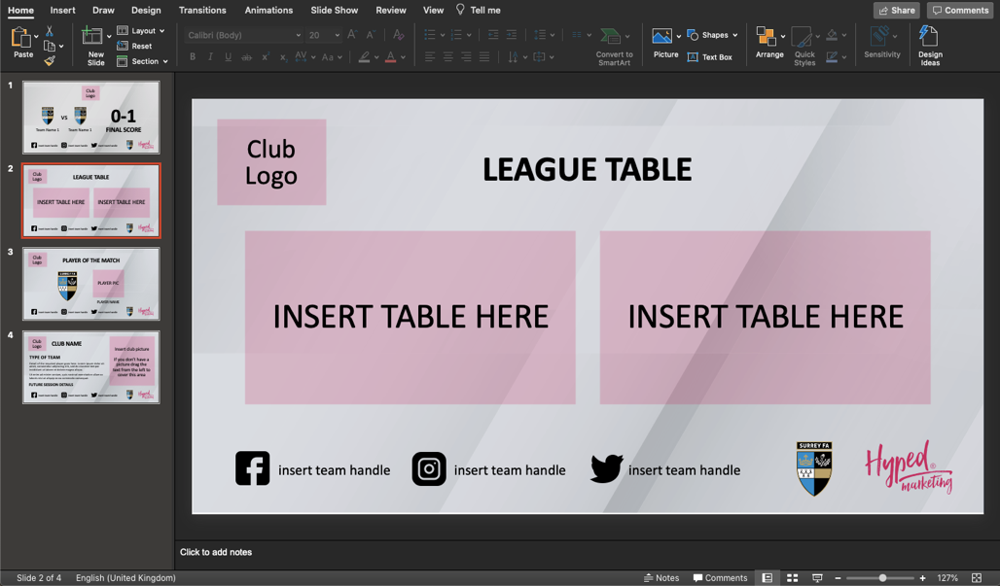 Home Insert Draw Design Transitions Animations Slide Show Review View Tell me Share Comments
Paste New Slide Layout Reset Section
Calibri (Body) 20
Convert to SmartArt
Picture Shapes Text Box
Arrange Quick Styles
Sensitivity Design Ideas
1
Club Logo
VS
0-1
FINAL SCORE
Team Name 1 Team Name 1
2
Club Logo
LEAGUE TABLE
INSERT TABLE HERE INSERT TABLE HERE
3
Club Logo
PLAYER OF THE MATCH
SURREY FA
PLAYER PIC
PLAYER NAME
4
Club Logo
CLUB NAME
TYPE OF TEAM
FUTURE SESSION DETAILS
Insert club picture
If you don't have a
picture drag the
text from the left to
cover this area
Club
Logo
LEAGUE TABLE
INSERT TABLE HERE INSERT TABLE HERE
insert team handle insert team handle insert team handle
SURREY FA
Hyped®
marketing
Click to add notes
Slide 2 of 4 English (United Kingdom) Notes Comments 127%